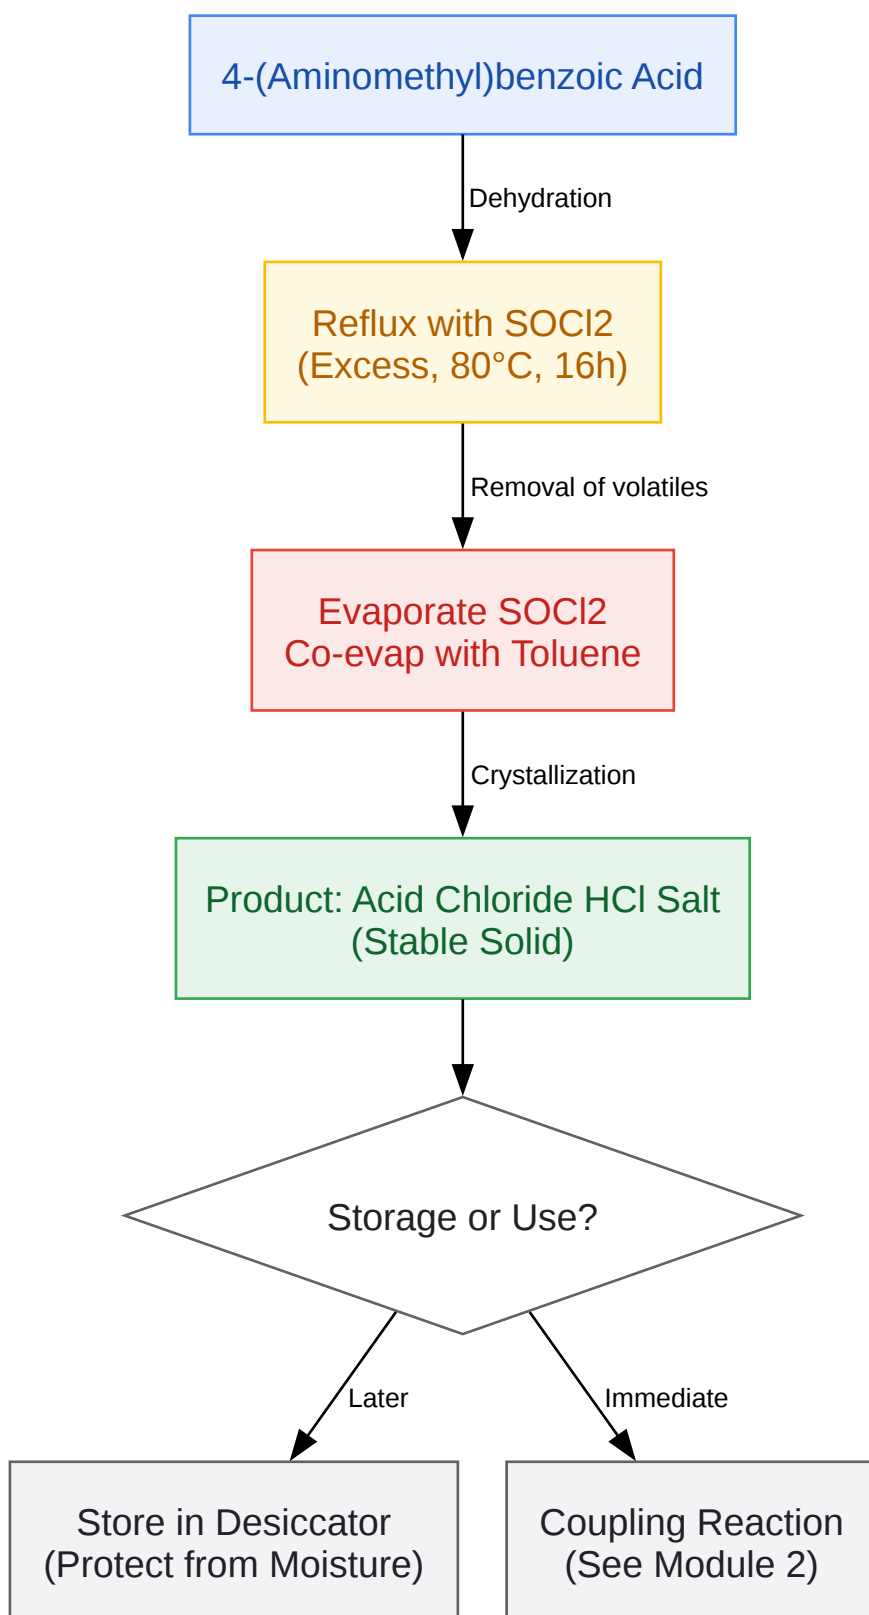 4-(Aminomethyl)benzoic Acid
Dehydration
Reflux with SOCl2
(Excess, 80°C, 16h)
Removal of volatiles
Evaporate SOCl2
Co-evap with Toluene
Crystallization
Product: Acid Chloride HCl Salt
(Stable Solid)
Storage or Use?
Later
Immediate
Store in Desiccator
(Protect from Moisture)
Coupling Reaction
(See Module 2)